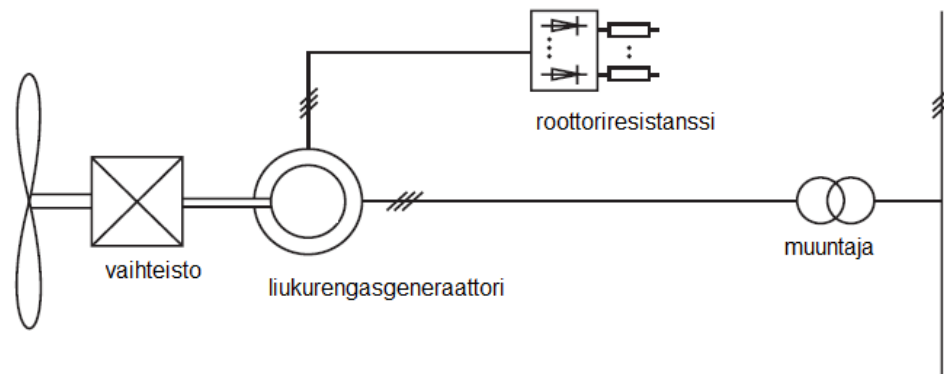 roottoriresistanssi
muuntaja
vaihteisto
liukurengasgeneraattori